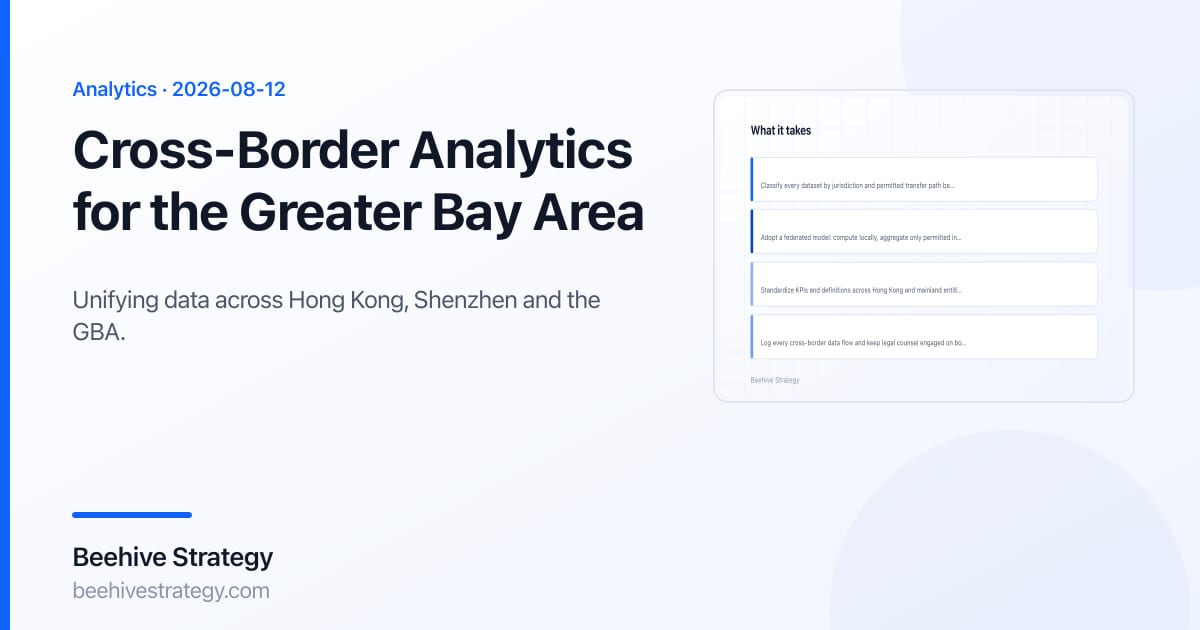 Analytics · 2026-08-12
Cross-Border Analytics
for the Greater Bay Area
Unifying data across Hong Kong, Shenzhen and the
GBA.
What it takes
Classify every dataset by jurisdiction and permitted transfer path be...
Adopt a federated model: compute locally, aggregate only permitted in...
Standardize KPIs and definitions across Hong Kong and mainland entiti...
Log every cross-border data flow and keep legal counsel engaged on bo...
Beehive Strategy
Beehive Strategy
beehivestrategy.com